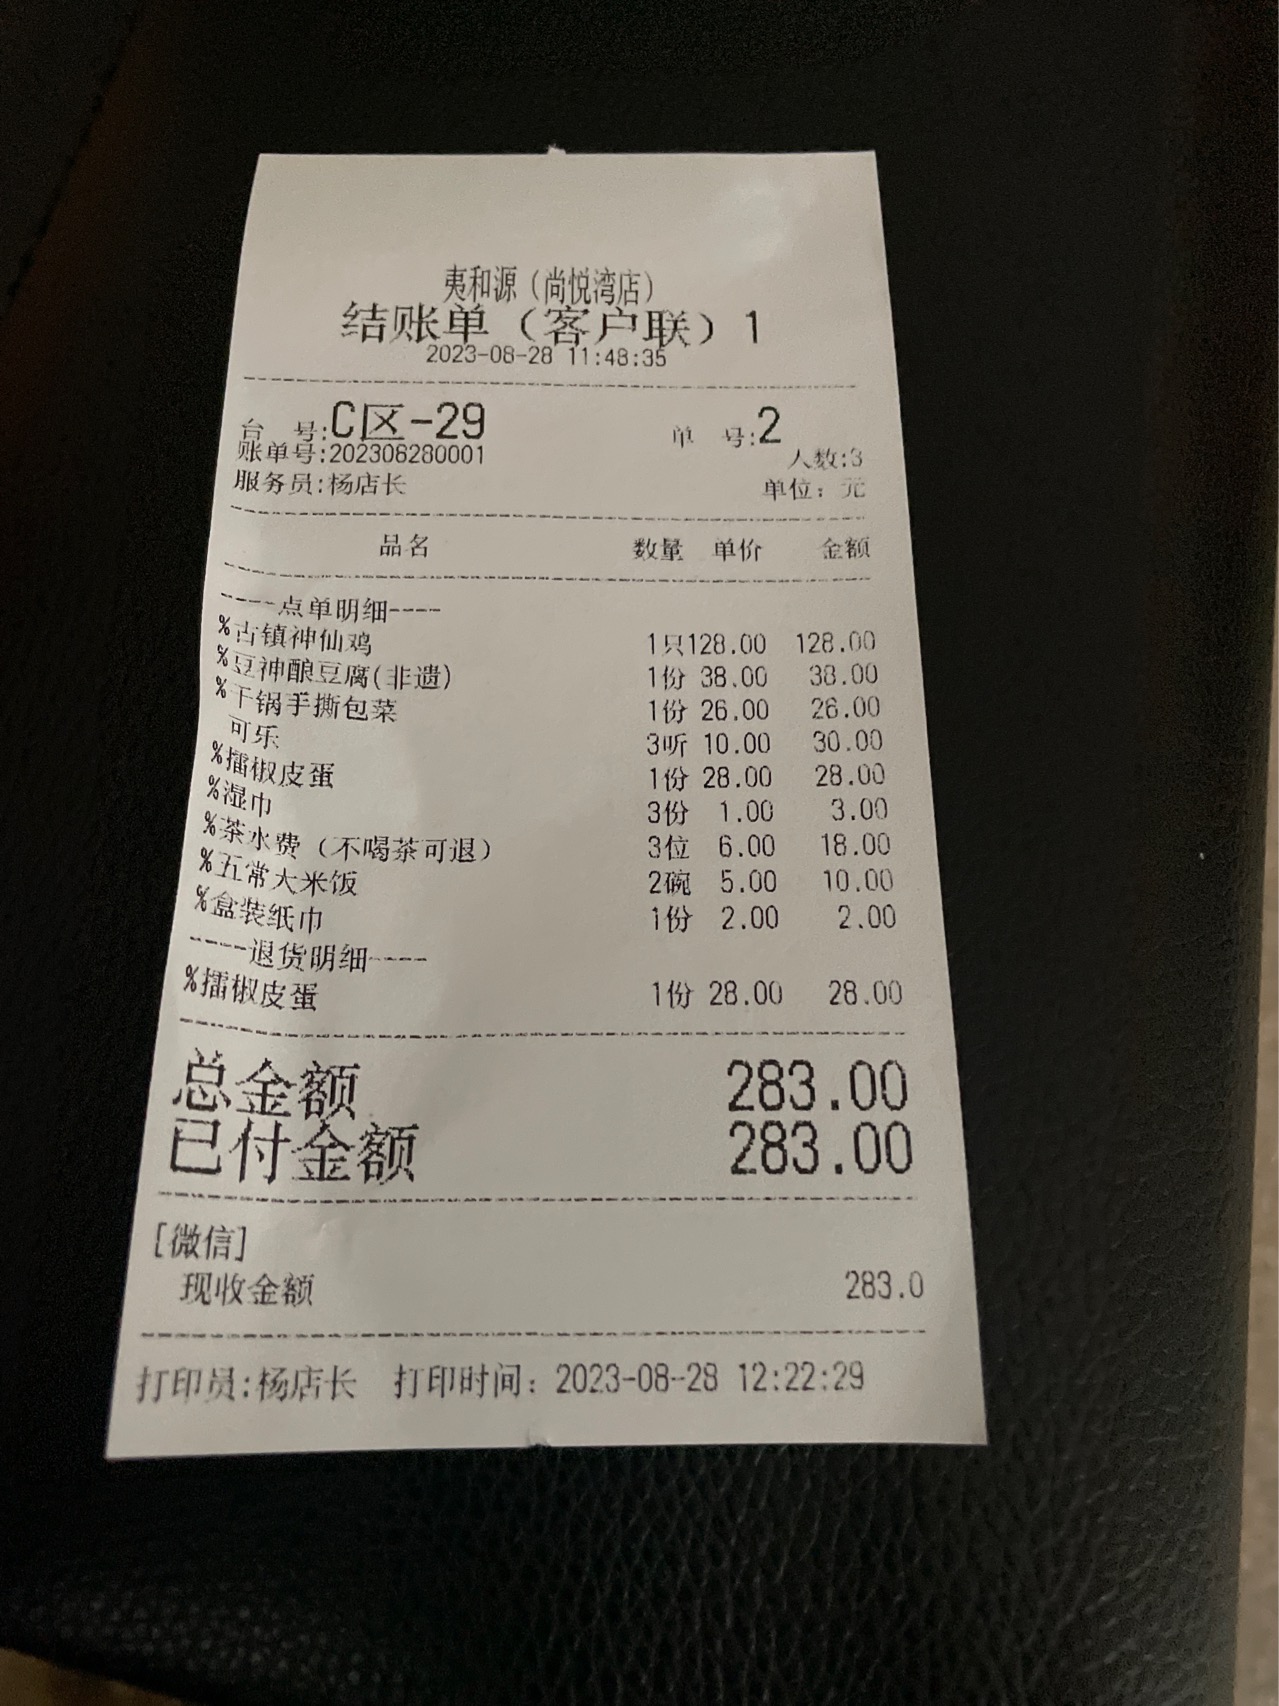 夷和源（尚悦湾店）
结账单（客户联）1
2023-08-28 11:48:35
台 号:C区-29 单 号:2
账单号:202308280001 人数:3
服务员:杨店长 单位：元
品名 数量 单价 金额
----点单明细----
%古镇神仙鸡 1只128.00 128.00
%豆神酿豆腐(非遗) 1份 38.00 38.00
%干锅手撕包菜 1份 26.00 26.00
可乐 3听 10.00 30.00
%擂椒皮蛋 1份 28.00 28.00
%湿巾 3份 1.00 3.00
%茶水费（不喝茶可退） 3位 6.00 18.00
%五常大米饭 2碗 5.00 10.00
%盒装纸巾 1份 2.00 2.00
----退货明细----
%擂椒皮蛋 1份 28.00 28.00
总金额 283.00
已付金额 283.00
[微信]
现收金额 283.0
打印员:杨店长 打印时间：2023-08-28 12:22:29